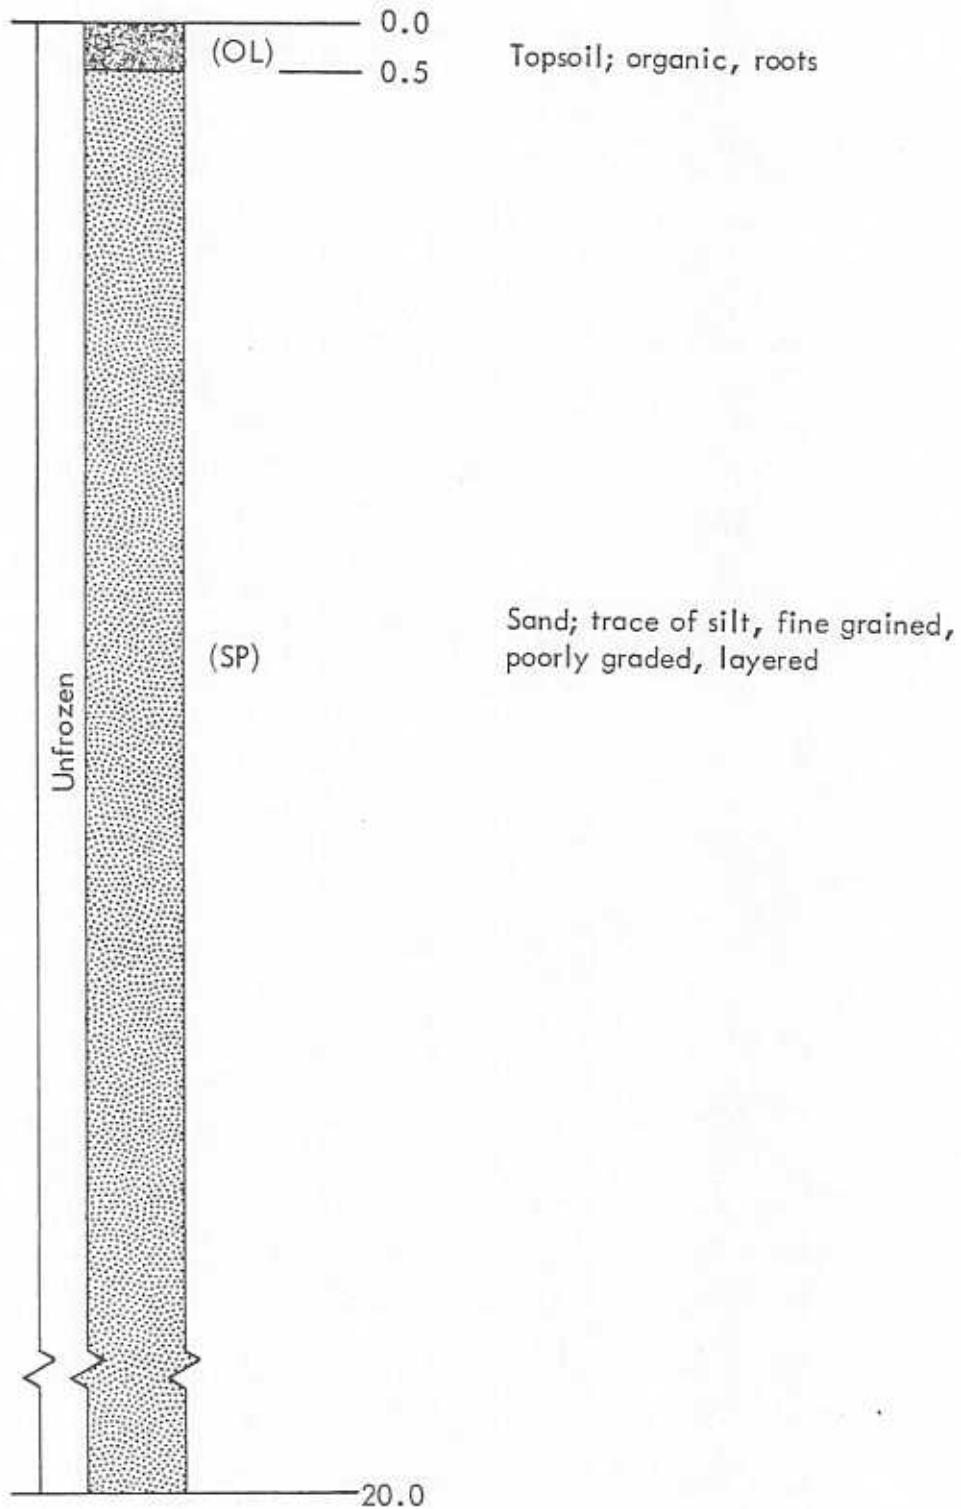 0.0
(OL)
0.5
Topsoil; organic, roots
Unfrozen
(SP)
Sand; trace of silt, fine grained,
poorly graded, layered
20.0